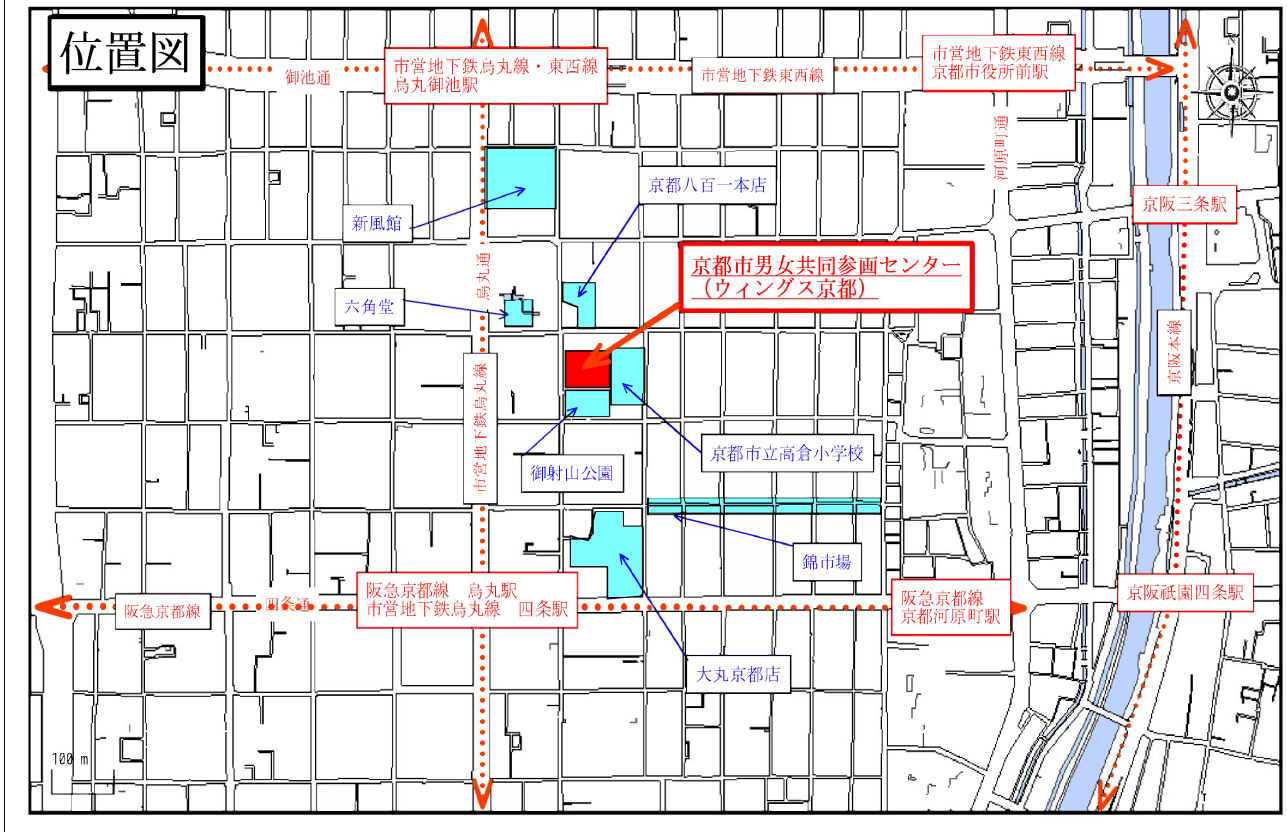 位置図
御池通
市営地下鉄烏丸線・東西線
烏丸御池駅
市営地下鉄東西線
市営地下鉄東西線
京都市役所前駅
河原町通
京都八百一本店
新風館
京阪三条駅
烏丸通
京都市男女共同参画センター
（ウィングス京都）
六角堂
市営地下鉄烏丸線
京阪本線
御射山公園
京都市立高倉小学校
錦市場
阪急京都線
四条通
阪急京都線　烏丸駅
市営地下鉄烏丸線　四条駅
阪急京都線
京都河原町駅
京阪祇園四条駅
大丸京都店
100 m